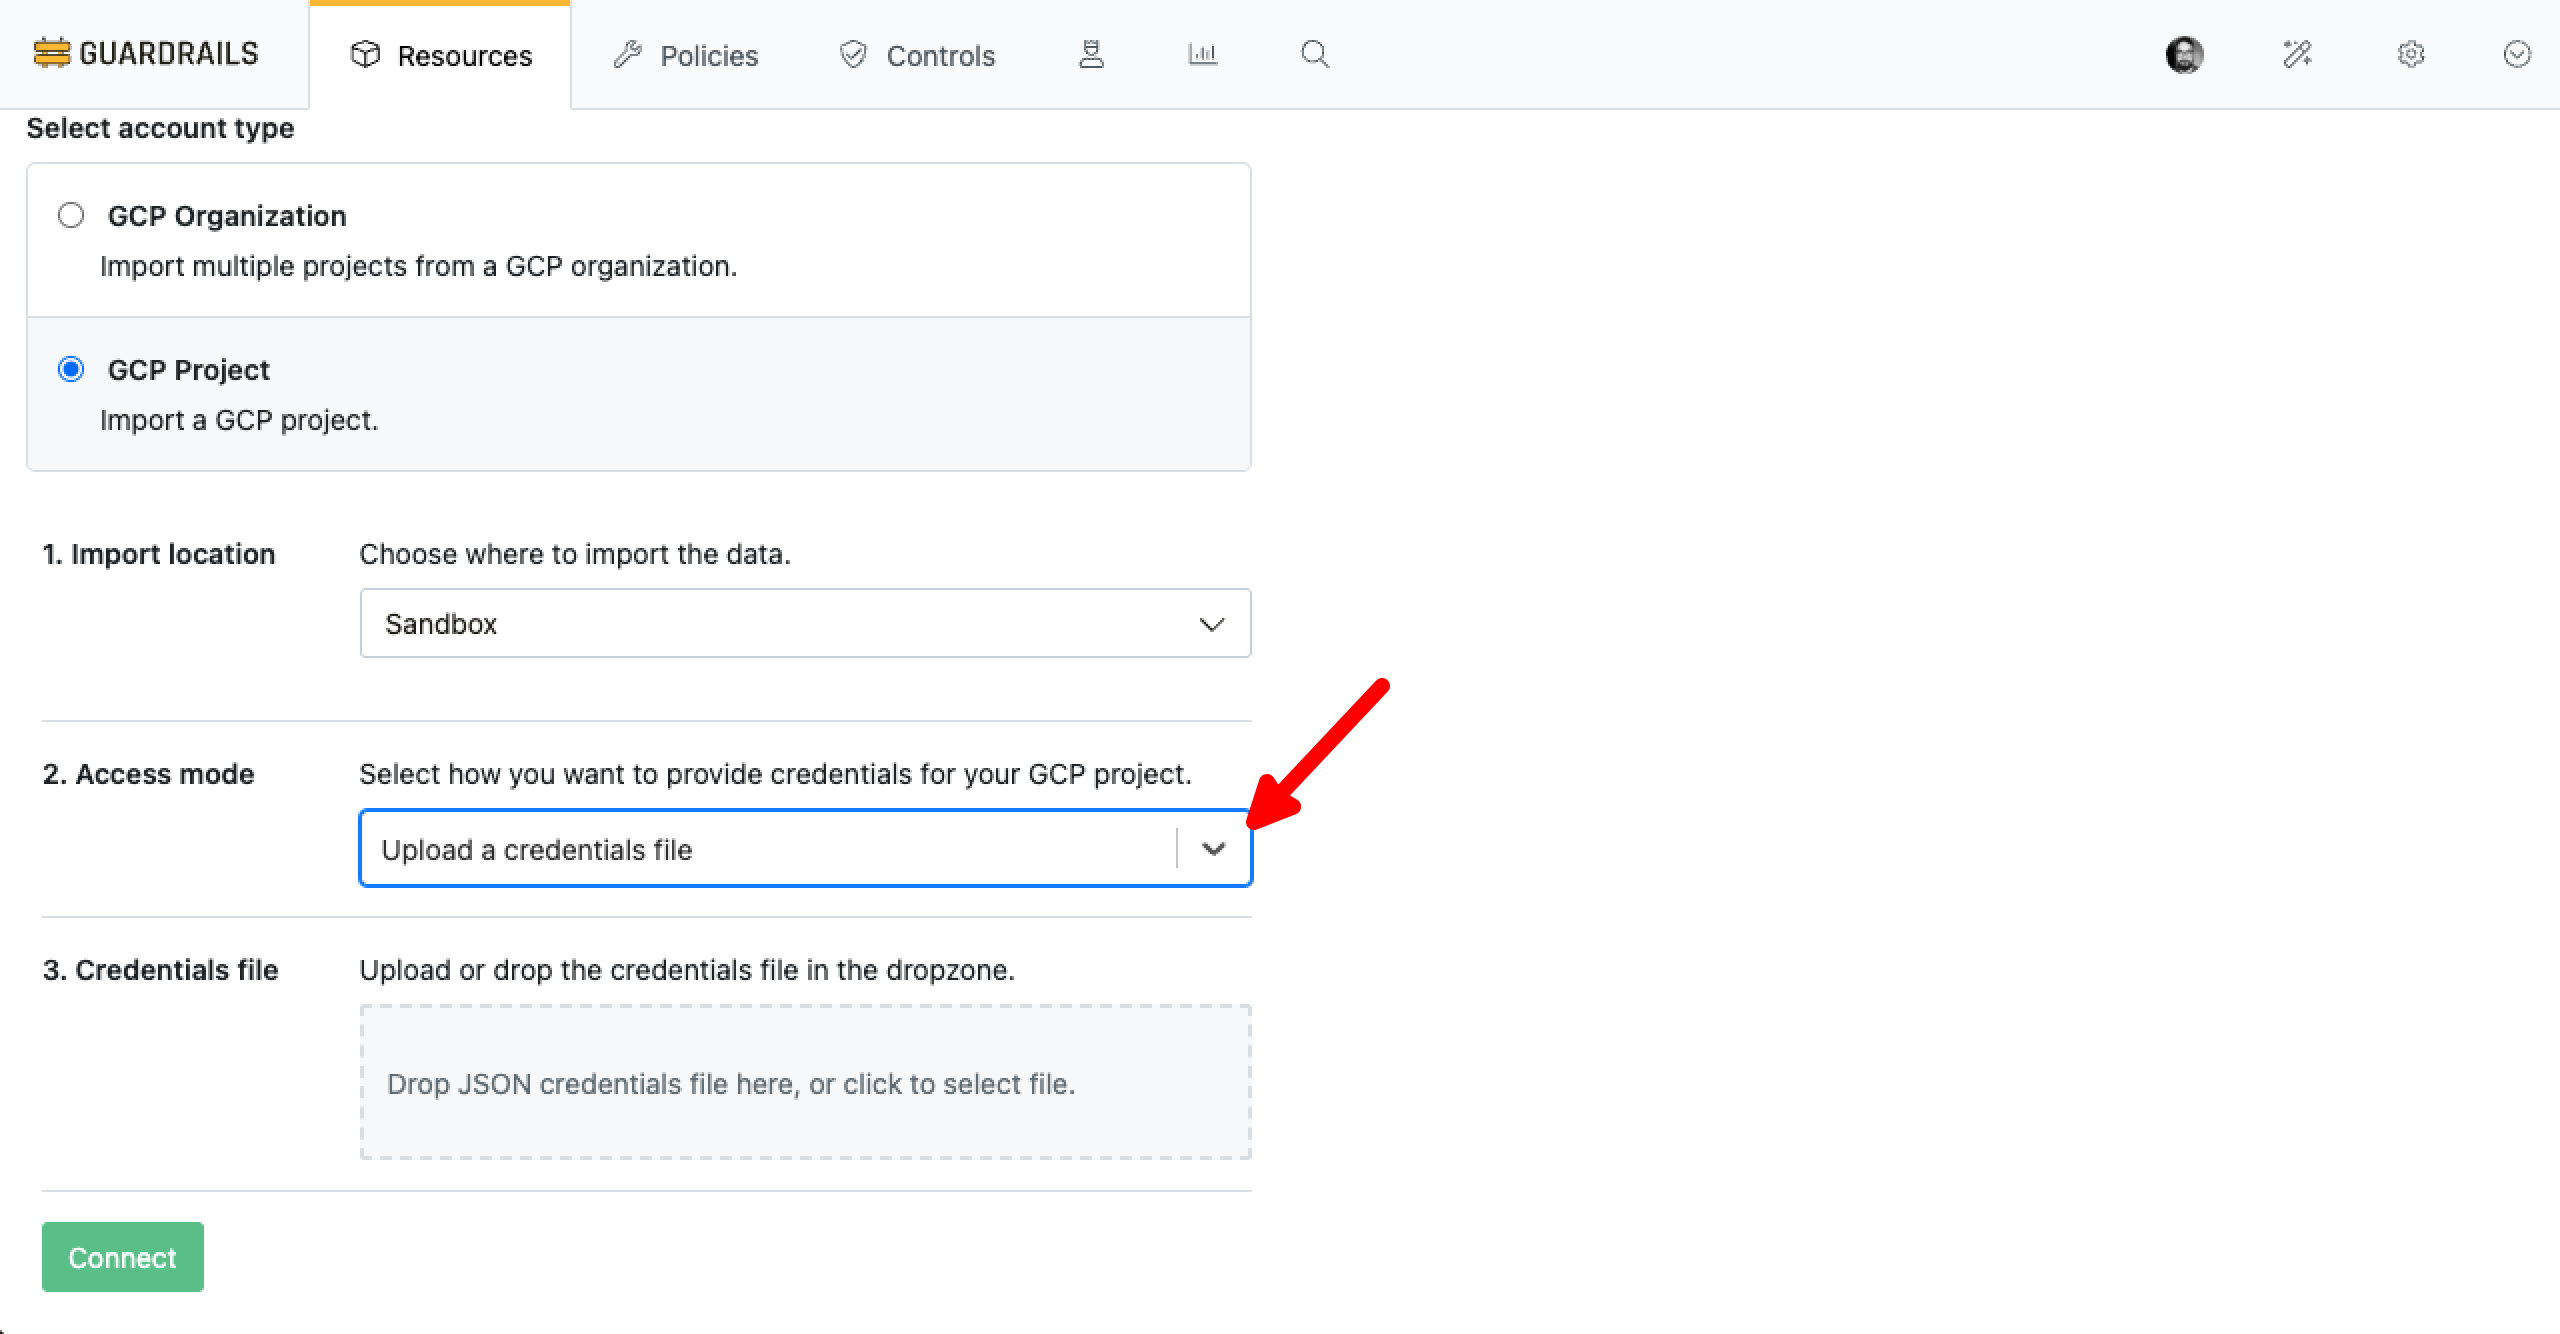 GUARDRAILS
Resources
Policies
Controls
Select account type
GCP Organization
Import multiple projects from a GCP organization.
GCP Project
Import a GCP project.
1. Import location
Choose where to import the data.
Sandbox
2. Access mode
Select how you want to provide credentials for your GCP project.
Upload a credentials file
3. Credentials file
Upload or drop the credentials file in the dropzone.
Drop JSON credentials file here, or click to select file.
Connect